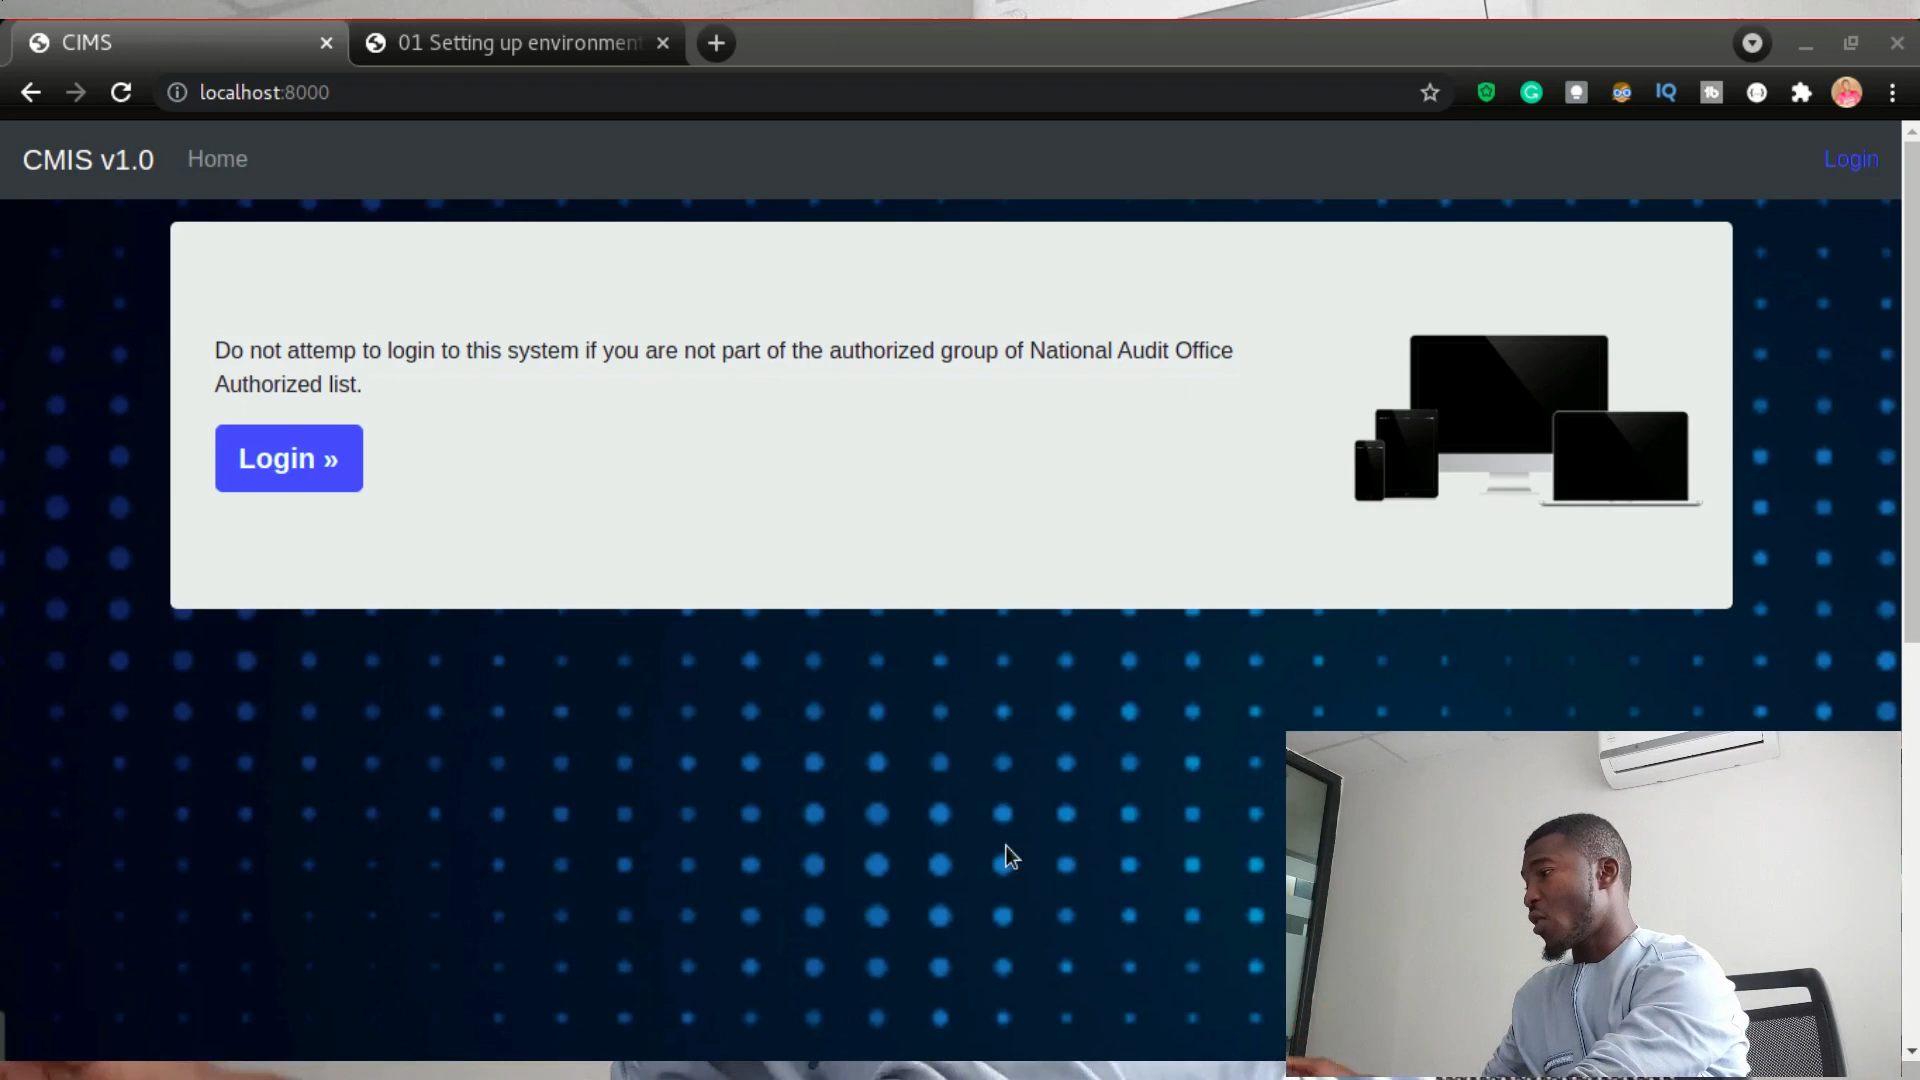 CIMS
01 Setting up environment
localhost:8000
IQ
CMIS v1.0
Home
Login
Do not attemp to login to this system if you are not part of the authorized group of National Audit Office
Authorized list.
Login »